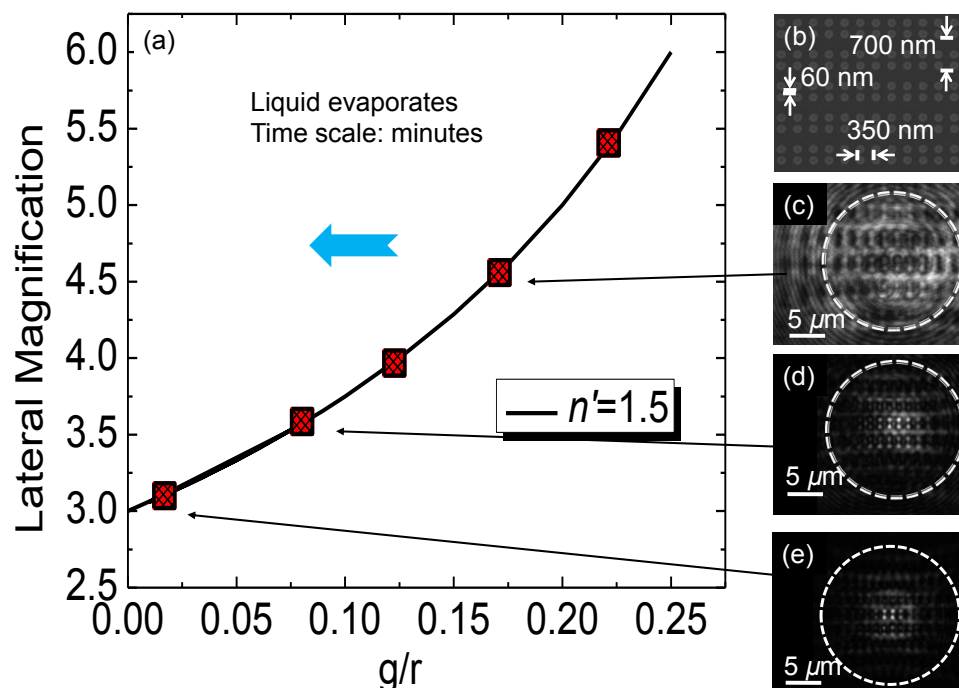 (a)
Liquid evaporates
Time scale: minutes
Lateral Magnification
6.0
5.5
5.0
4.5
4.0
3.5
3.0
2.5
n'=1.5
0.00 0.05 0.10 0.15 0.20 0.25
g/r
(b)
700 nm
60 nm
350 nm
(c)
5 µm
(d)
5 µm
(e)
5 µm